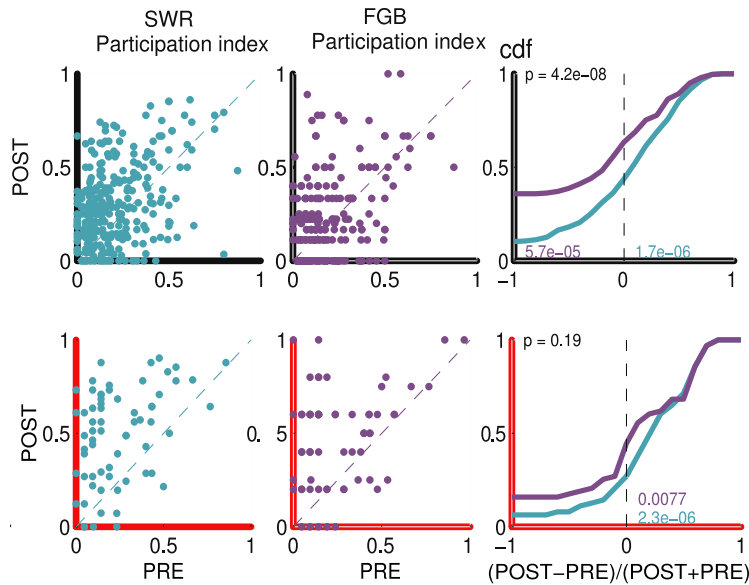 SWR
Participation index
FGB
Participation index
cdf
1
0.5
0
POST
0
0.5
1
1
0.5
0
0
0.5
1
1
0.5
0
p = 4.2e-08
5.7e-05
1.7e-06
−1
0
1
1
0.5
0
POST
0
0.5
1
PRE
1
0.
0
0
0.5
1
PRE
1
0.5
0
p = 0.19
0.0077
2.3e-06
−1
0
1
(POST−PRE)/(POST+PRE)